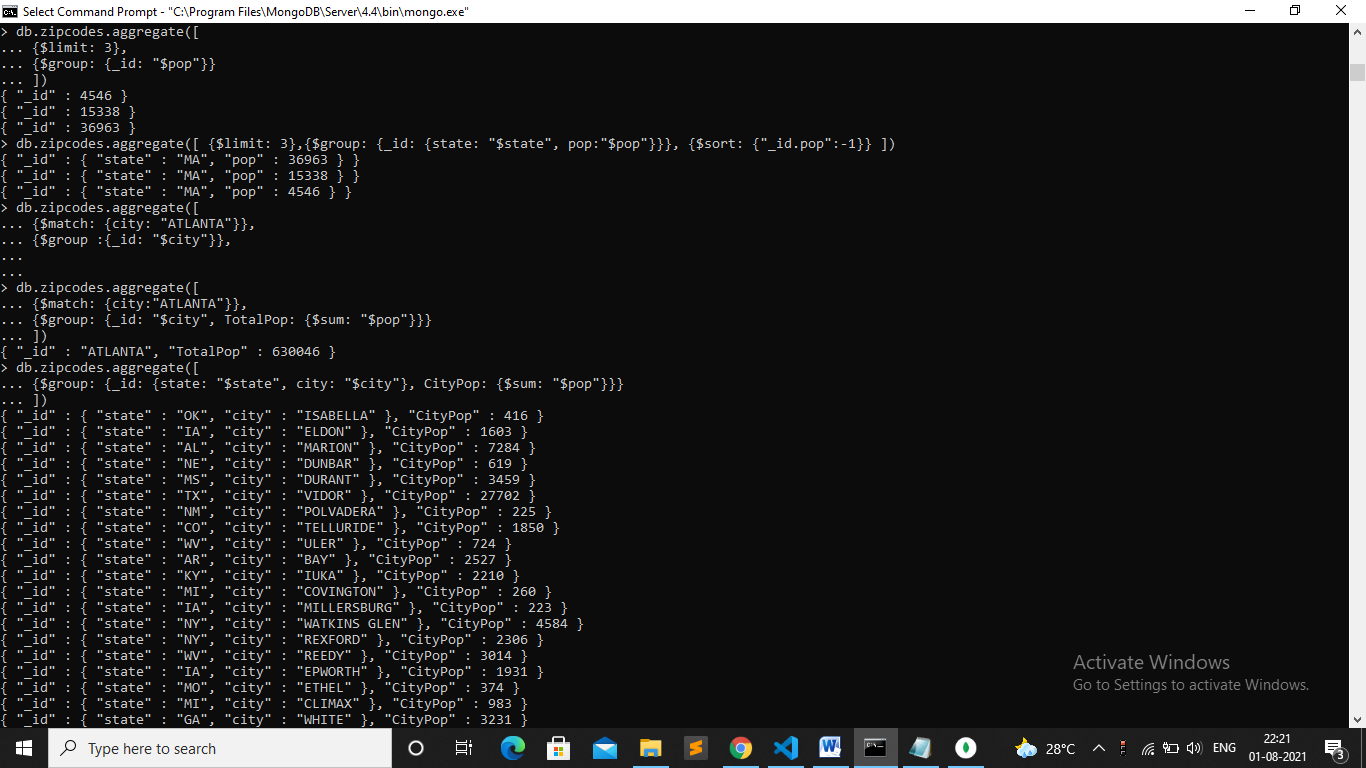 Select Command Prompt - "C:\Program Files\MongoDB\Server\4.4\bin\mongo.exe"
> db.zipcodes.aggregate([
... {$limit: 3},
... {$group: {_id: "$pop"}}
... ])
{ "_id" : 4546 }
{ "_id" : 15338 }
{ "_id" : 36963 }
> db.zipcodes.aggregate([ {$limit: 3},{$group: {_id: {state: "$state", pop:"$pop"}}}, {$sort: {"_id.pop":-1}} ])
{ "_id" : { "state" : "MA", "pop" : 36963 } }
{ "_id" : { "state" : "MA", "pop" : 15338 } }
{ "_id" : { "state" : "MA", "pop" : 4546 } }
> db.zipcodes.aggregate([
... {$match: {city: "ATLANTA"}},
... {$group :{_id: "$city"}},
...
...
> db.zipcodes.aggregate([
... {$match: {city:"ATLANTA"}},
... {$group: {_id: "$city", TotalPop: {$sum: "$pop"}}}
... ])
{ "_id" : "ATLANTA", "TotalPop" : 630046 }
> db.zipcodes.aggregate([
... {$group: {_id: {state: "$state", city: "$city"}, CityPop: {$sum: "$pop"}}}
... ])
{ "_id" : { "state" : "OK", "city" : "ISABELLA" }, "CityPop" : 416 }
{ "_id" : { "state" : "IA", "city" : "ELDON" }, "CityPop" : 1603 }
{ "_id" : { "state" : "AL", "city" : "MARION" }, "CityPop" : 7284 }
{ "_id" : { "state" : "NE", "city" : "DUNBAR" }, "CityPop" : 619 }
{ "_id" : { "state" : "MS", "city" : "DURANT" }, "CityPop" : 3459 }
{ "_id" : { "state" : "TX", "city" : "VIDOR" }, "CityPop" : 27702 }
{ "_id" : { "state" : "NM", "city" : "POLVADERA" }, "CityPop" : 225 }
{ "_id" : { "state" : "CO", "city" : "TELLURIDE" }, "CityPop" : 1850 }
{ "_id" : { "state" : "WV", "city" : "ULER" }, "CityPop" : 724 }
{ "_id" : { "state" : "AR", "city" : "BAY" }, "CityPop" : 2527 }
{ "_id" : { "state" : "KY", "city" : "IUKA" }, "CityPop" : 2210 }
{ "_id" : { "state" : "MI", "city" : "COVINGTON" }, "CityPop" : 260 }
{ "_id" : { "state" : "IA", "city" : "MILLERSBURG" }, "CityPop" : 223 }
{ "_id" : { "state" : "NY", "city" : "WATKINS GLEN" }, "CityPop" : 4584 }
{ "_id" : { "state" : "NY", "city" : "REXFORD" }, "CityPop" : 2306 }
{ "_id" : { "state" : "WV", "city" : "REEDY" }, "CityPop" : 3014 }
{ "_id" : { "state" : "IA", "city" : "EPWORTH" }, "CityPop" : 1931 }
{ "_id" : { "state" : "MO", "city" : "ETHEL" }, "CityPop" : 374 }
{ "_id" : { "state" : "MI", "city" : "CLIMAX" }, "CityPop" : 983 }
{ "_id" : { "state" : "GA", "city" : "WHITE" }, "CityPop" : 3231 }
Activate Windows
Go to Settings to activate Windows.
Type here to search
28°C
ENG
22:21
01-08-2021
3